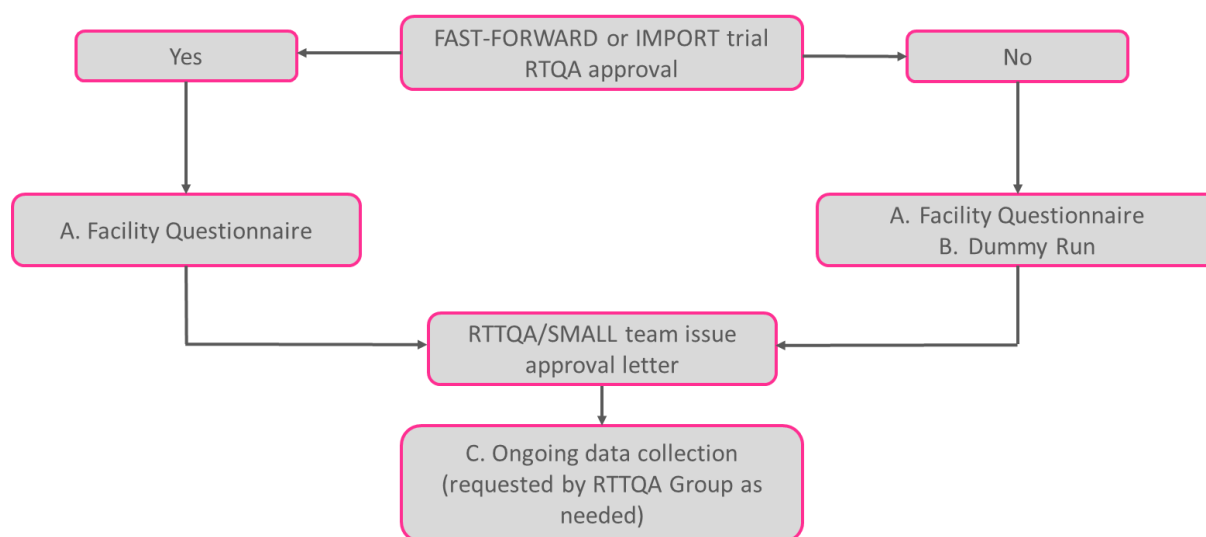 FAST-FORWARD or IMPORT trial
RTQA approval
Yes
No
A. Facility Questionnaire
A. Facility Questionnaire
B. Dummy Run
RTTQA/SMALL team issue
approval letter
C. Ongoing data collection
(requested by RTTQA Group as
needed)